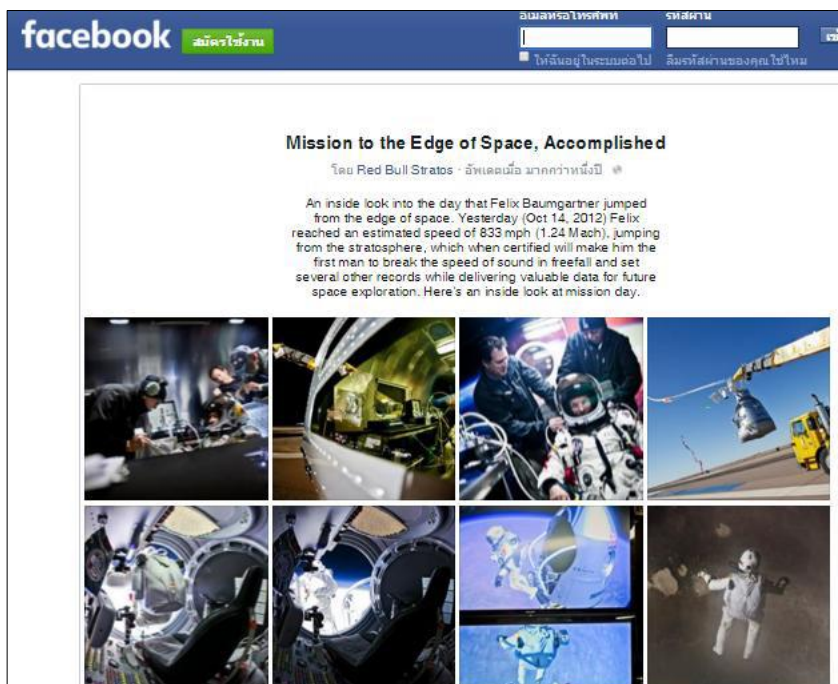 facebook
สมัครใช้งาน
อีเมลหรือโทรศัพท์
รหัสผ่าน
ให้ฉันอยู่ในระบบต่อไป
ลืมรหัสผ่านของคุณใช่ไหม
Mission to the Edge of Space, Accomplished
โดย Red Bull Stratos · อัพเดตเมื่อ มากกว่าหนึ่งปี
An inside look into the day that Felix Baumgartner jumped
from the edge of space. Yesterday (Oct 14, 2012) Felix
reached an estimated speed of 833 mph (1.24 Mach), jumping
from the stratosphere, which when certified will make him the
first man to break the speed of sound in freefall and set
several other records while delivering valuable data for future
space exploration. Here's an inside look at mission day.